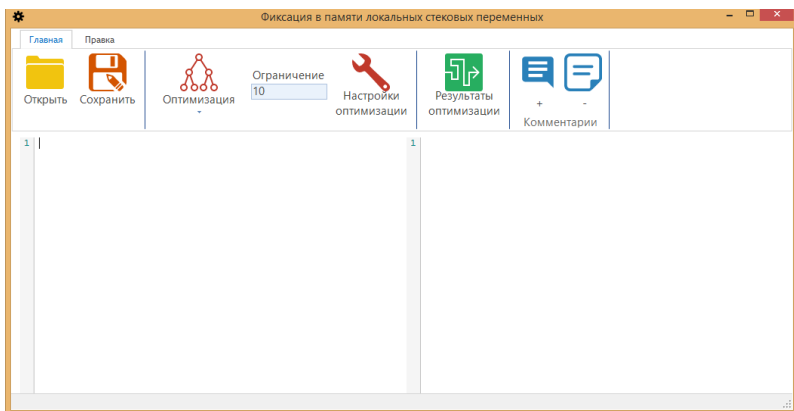 Фиксация в памяти локальных стековых переменных
Главная Правка
Открыть Сохранить Оптимизация Ограничение
10
Настройки
оптимизации
Результаты
оптимизации
+ -
Комментарии
1 1